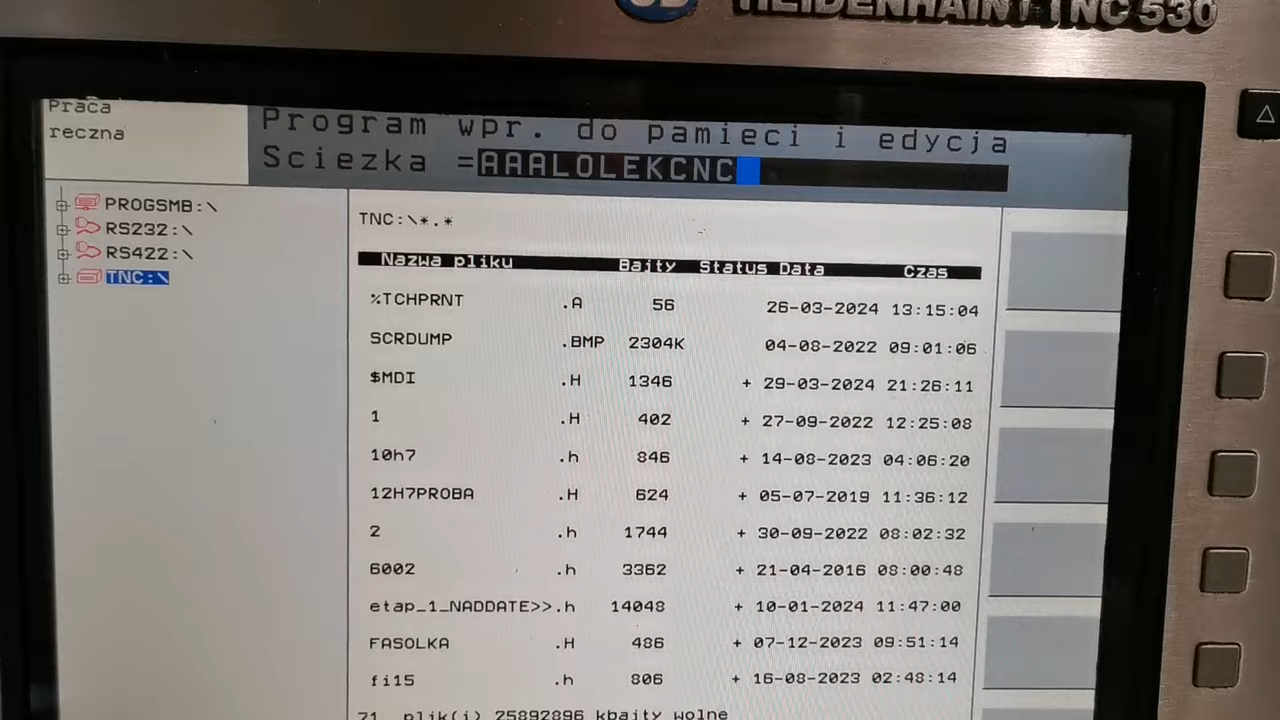 HEIDENHAIN iTNC 530
Praca
reczna
Program wpr. do pamieci i edycja
Sciezka =AAALOLEKCNC
PROGSMB:\
RS232:\
RS422:\
TNC:\
TNC:\*.*
Nazwa pliku Bajty Status Data Czas
%TCHPRNT .A 56 26-03-2024 13:15:04
SCRDUMP .BMP 2304K 04-08-2022 09:01:06
$MDI .H 1346 + 29-03-2024 21:26:11
1 .H 402 + 27-09-2022 12:25:08
10h7 .h 846 + 14-08-2023 04:06:20
12H7PROBA .H 624 + 05-07-2019 11:36:12
2 .h 1744 + 30-09-2022 08:02:32
6002 .h 3362 + 21-04-2016 08:00:48
etap_1_NADDATE>>.h 14048 + 10-01-2024 11:47:00
FASOLKA .H 486 + 07-12-2023 09:51:14
fi15 .h 806 + 16-08-2023 02:48:14
71 plik(i) 25892896 kbajty wolne